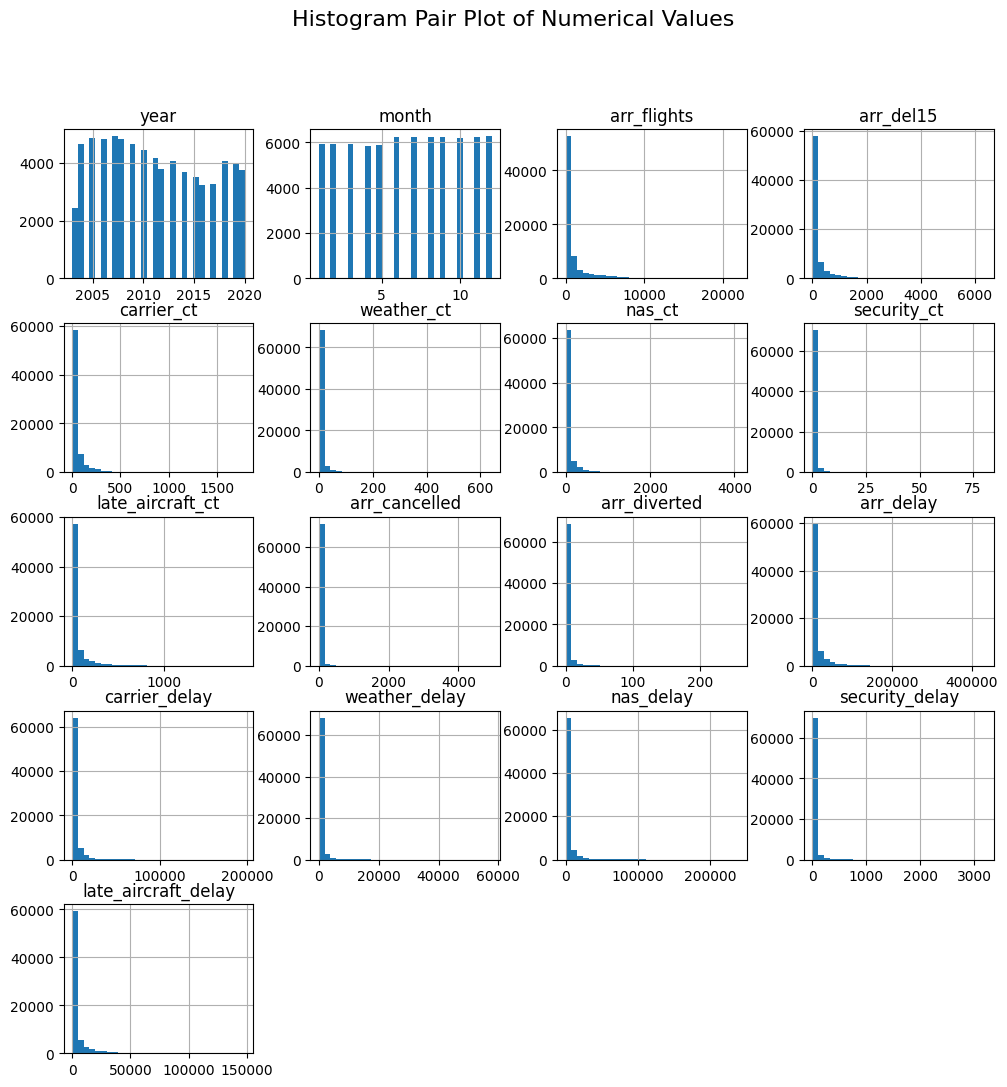 Histogram Pair Plot of Numerical Values
year month arr_flights arr_del15
4000 2000 0
6000 4000 2000 0
40000 20000 0
60000 40000 20000 0
2005 2010 2015 2020
5 10
0 10000 20000
0 2000 4000 6000
carrier_ct weather_ct nas_ct security_ct
60000 40000 20000 0
60000 40000 20000 0
60000 40000 20000 0
60000 40000 20000 0
0 500 1000 1500
0 200 400 600
0 2000 4000
0 25 50 75
late_aircraft_ct arr_cancelled arr_diverted arr_delay
60000 40000 20000 0
60000 40000 20000 0
60000 40000 20000 0
60000 40000 20000 0
0 1000
0 2000 4000
0 100 200
0 200000 400000
carrier_delay weather_delay nas_delay security_delay
60000 40000 20000 0
60000 40000 20000 0
60000 40000 20000 0
60000 40000 20000 0
0 100000 200000
0 20000 40000 60000
0 100000 200000
0 1000 2000 3000
late_aircraft_delay
60000 40000 20000 0
0 50000 100000 150000